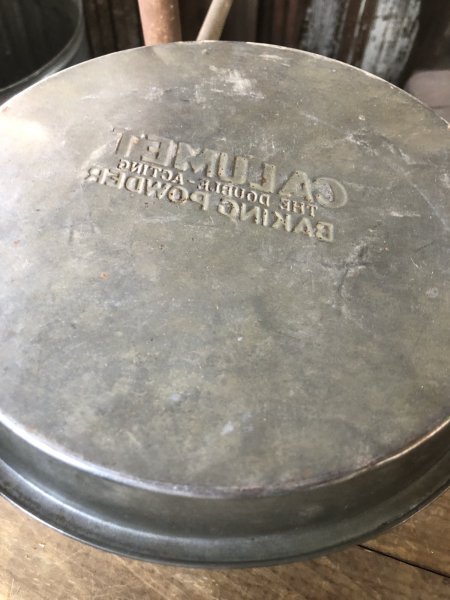 CALUMET
THE DOUBLE-ACTING
BAKING POWDER